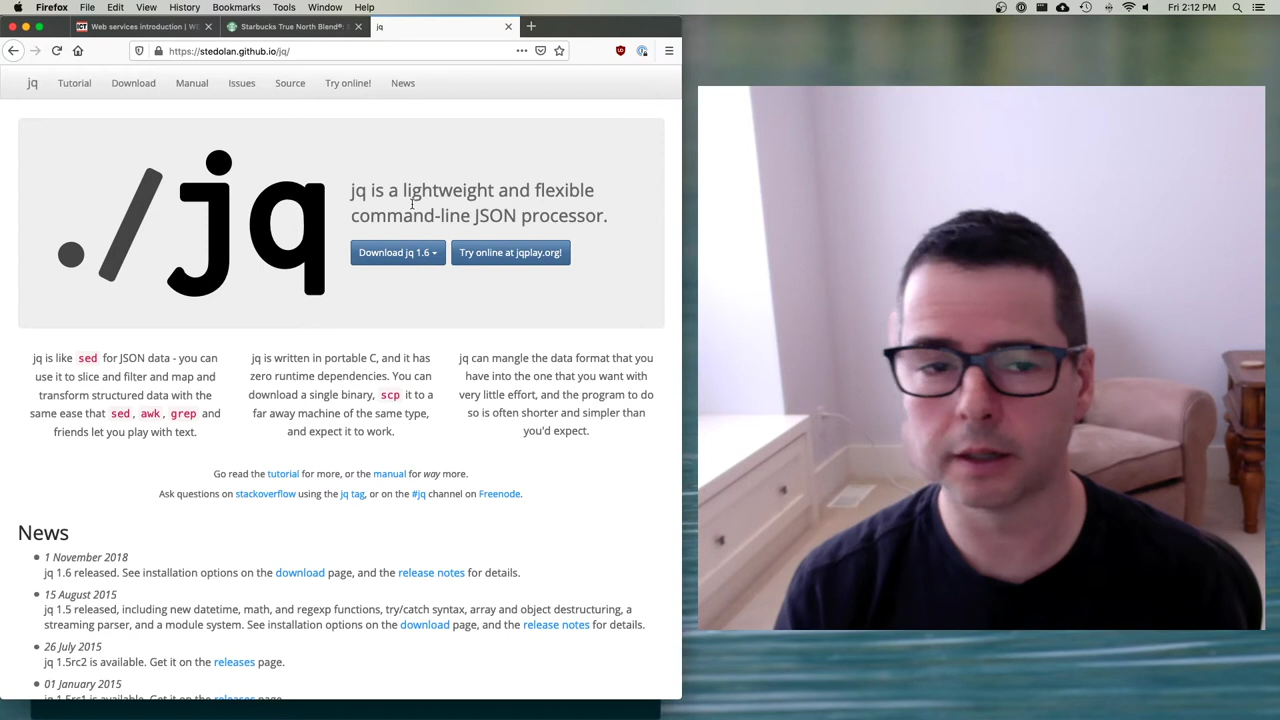 Firefox File Edit View History Bookmarks Tools Window Help
Fri 2:12 PM
Web services introduction | WE
Starbucks True North Blend®:
jq
https://stedolan.github.io/jq/
jq Tutorial Download Manual Issues Source Try online! News
./jq
jq is a lightweight and flexible
command-line JSON processor.
Download jq 1.6
Try online at jqplay.org!
jq is like sed for JSON data - you can
use it to slice and filter and map and
transform structured data with the
same ease that sed, awk, grep and
friends let you play with text.
jq is written in portable C, and it has
zero runtime dependencies. You can
download a single binary, scp it to a
far away machine of the same type,
and expect it to work.
jq can mangle the data format that you
have into the one that you want with
very little effort, and the program to do
so is often shorter and simpler than
you'd expect.
Go read the tutorial for more, or the manual for way more.
Ask questions on stackoverflow using the jq tag, or on the #jq channel on Freenode.
News
1 November 2018
jq 1.6 released. See installation options on the download page, and the release notes for details.
15 August 2015
jq 1.5 released, including new datetime, math, and regexp functions, try/catch syntax, array and object destructuring, a
streaming parser, and a module system. See installation options on the download page, and the release notes for details.
26 July 2015
jq 1.5rc2 is available. Get it on the releases page.
01 January 2015
jq 1.5rc1 is available. Get it on the releases page.